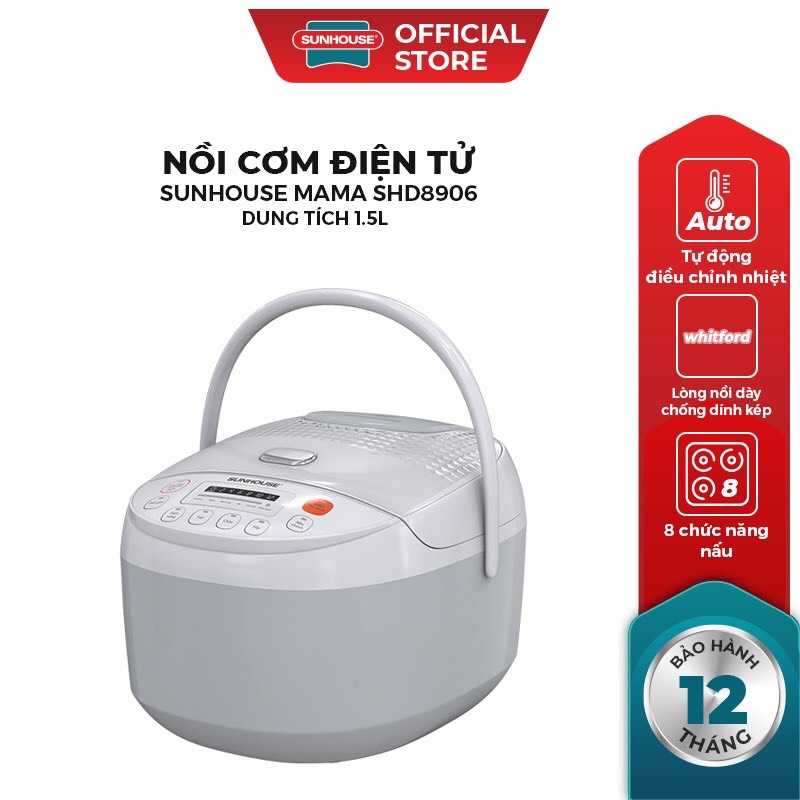 SUNHOUSE®
OFFICIAL
STORE
NỒI CƠM ĐIỆN TỬ
SUNHOUSE MAMA SHD8906
DUNG TÍCH 1.5L
Auto
Tự động
điều chỉnh nhiệt
whitford
Lòng nồi dày
chống dính kép
8
8 chức năng
nấu
BẢO HÀNH
12
THÁNG
SUNHOUSE